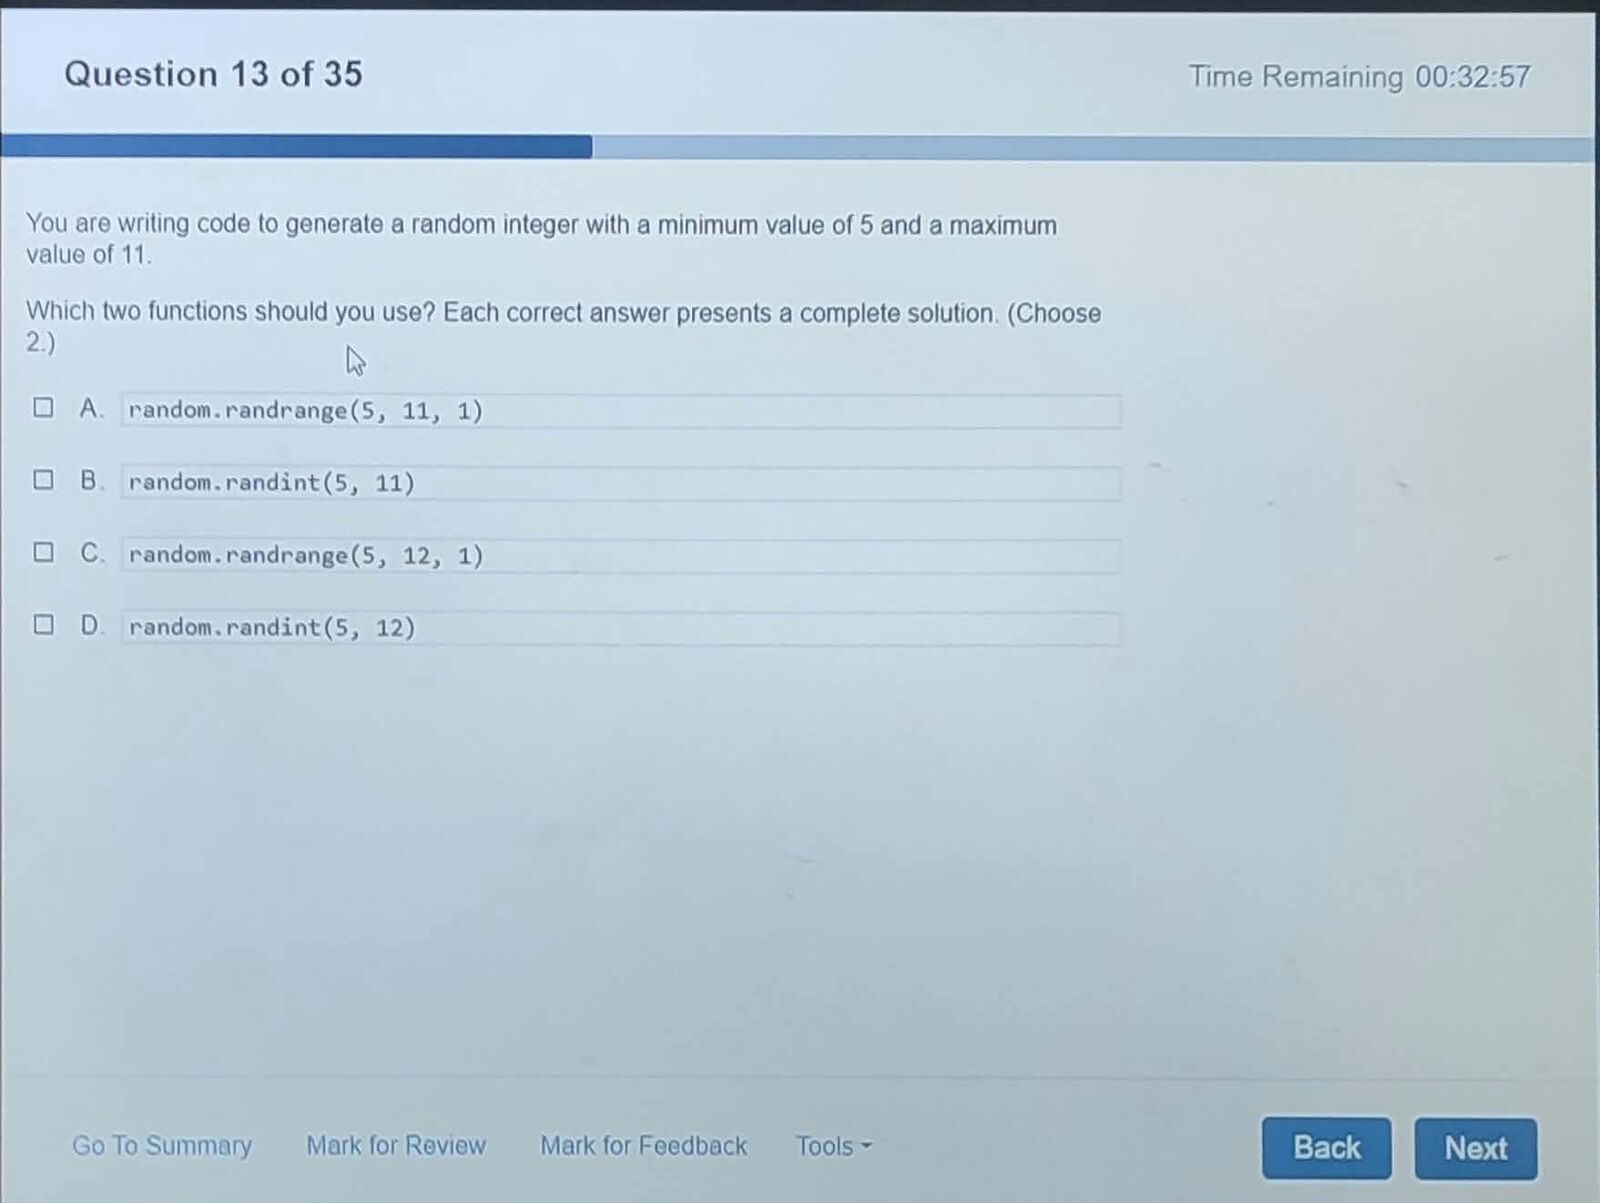 Question 13 of 35
Time Remaining 00:32:57
You are writing code to generate a random integer with a minimum value of 5 and a maximum
value of 11.
Which two functions should you use? Each correct answer presents a complete solution. (Choose
2.)
A. random.randrange(5, 11, 1)
B. random.randint(5, 11)
C. random.randrange(5, 12, 1)
D. random.randint(5, 12)
Go To Summary Mark for Review Mark for Feedback Tools Back Next